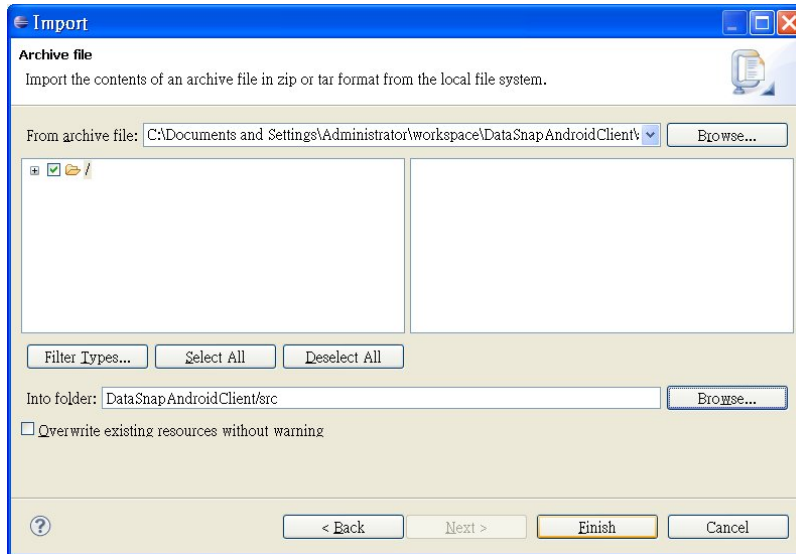 Import
Archive file
Import the contents of an archive file in zip or tar format from the local file system.
From archive file: C:\Documents and Settings\Administrator\workspace\DataSnapAndroidClient\ Browse...
/
Filter Types... Select All Deselect All
Into folder: DataSnapAndroidClient/src Browse...
Overwrite existing resources without warning
? < Back Next > Finish Cancel